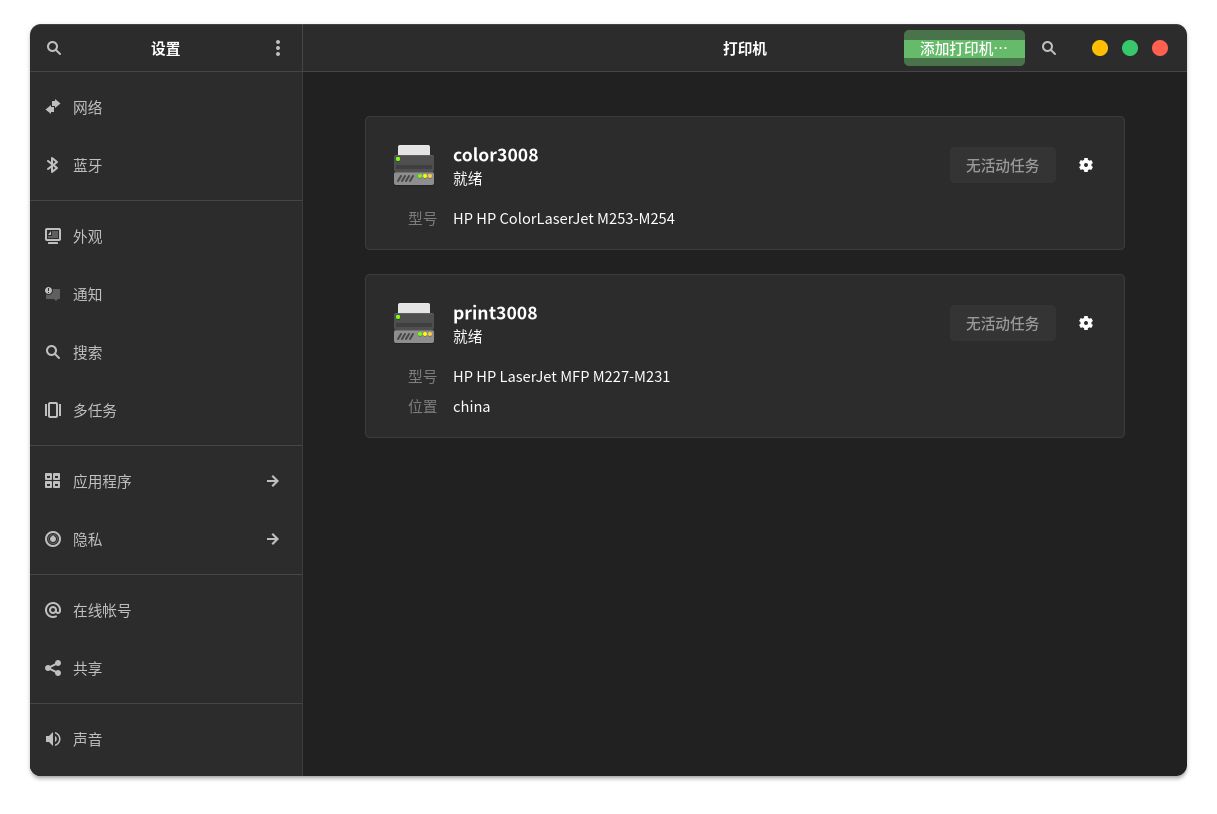 设置
打印机
添加打印机…
网络
蓝牙
外观
通知
搜索
多任务
应用程序
隐私
在线帐号
共享
声音
color3008
就绪
无活动任务
型号 HP HP ColorLaserJet M253-M254
print3008
就绪
无活动任务
型号 HP HP LaserJet MFP M227-M231
位置 china